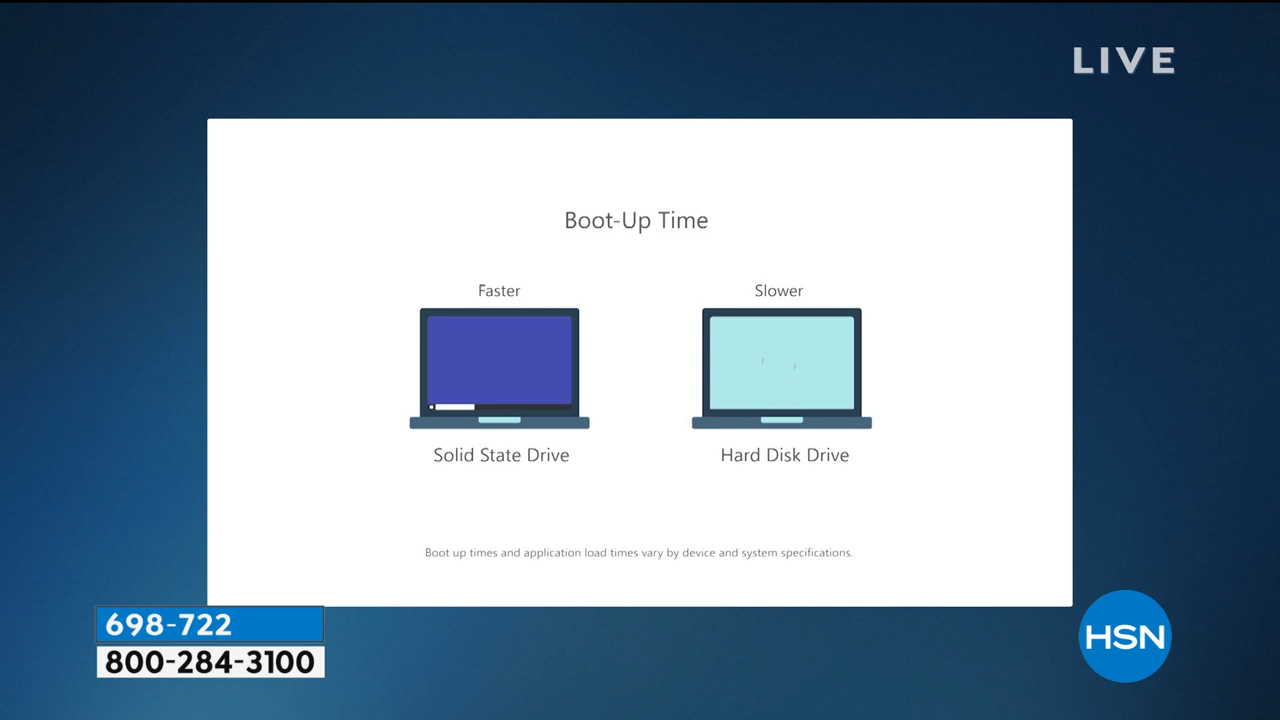 LIVE
Boot-Up Time
Faster
Slower
Solid State Drive
Hard Disk Drive
Boot up times and application load times vary by device and system specifications.
698-722
800-284-3100
HSN